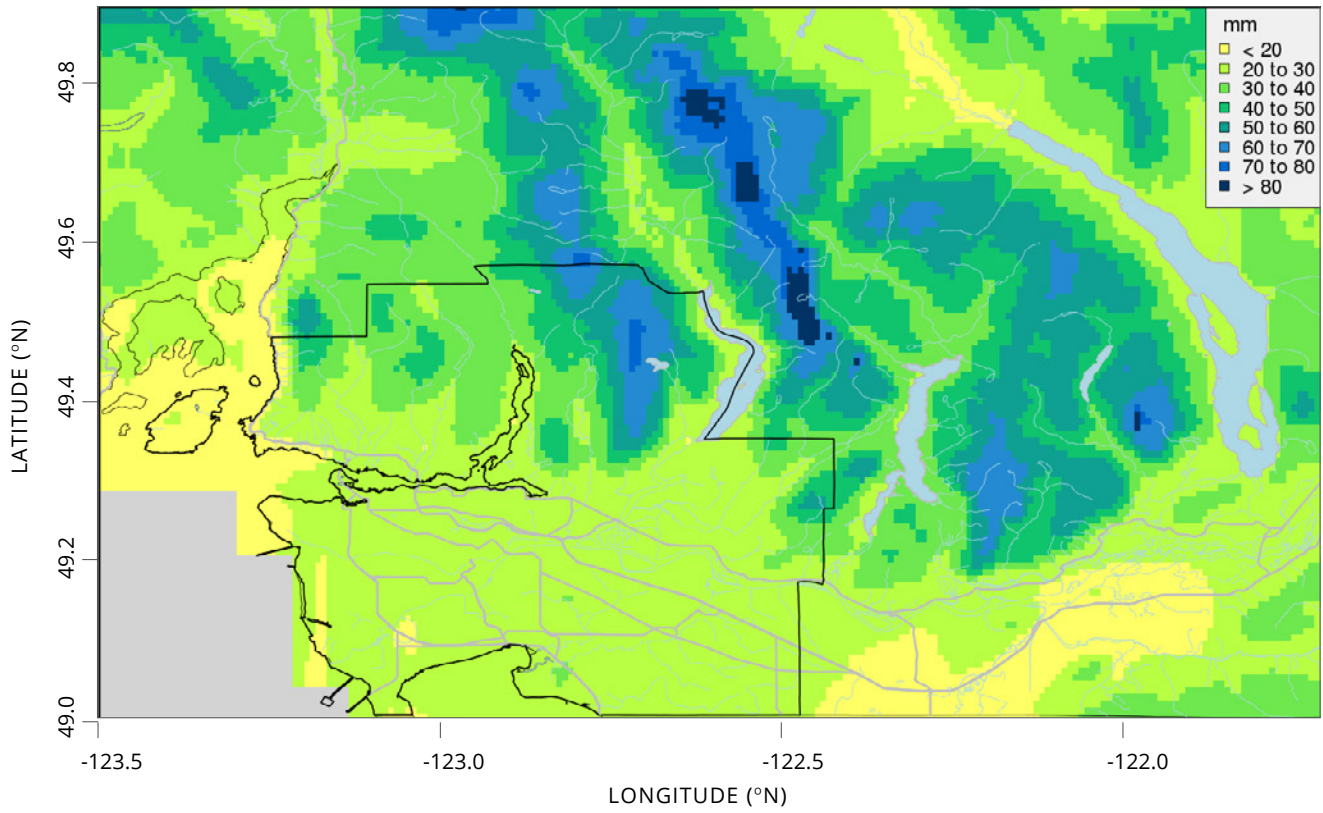 mm
< 20
20 to 30
30 to 40
40 to 50
50 to 60
60 to 70
70 to 80
> 80
LATITUDE (°N)
49.8
49.6
49.4
49.2
49.0
-123.5
-123.0
-122.5
-122.0
LONGITUDE (°N)